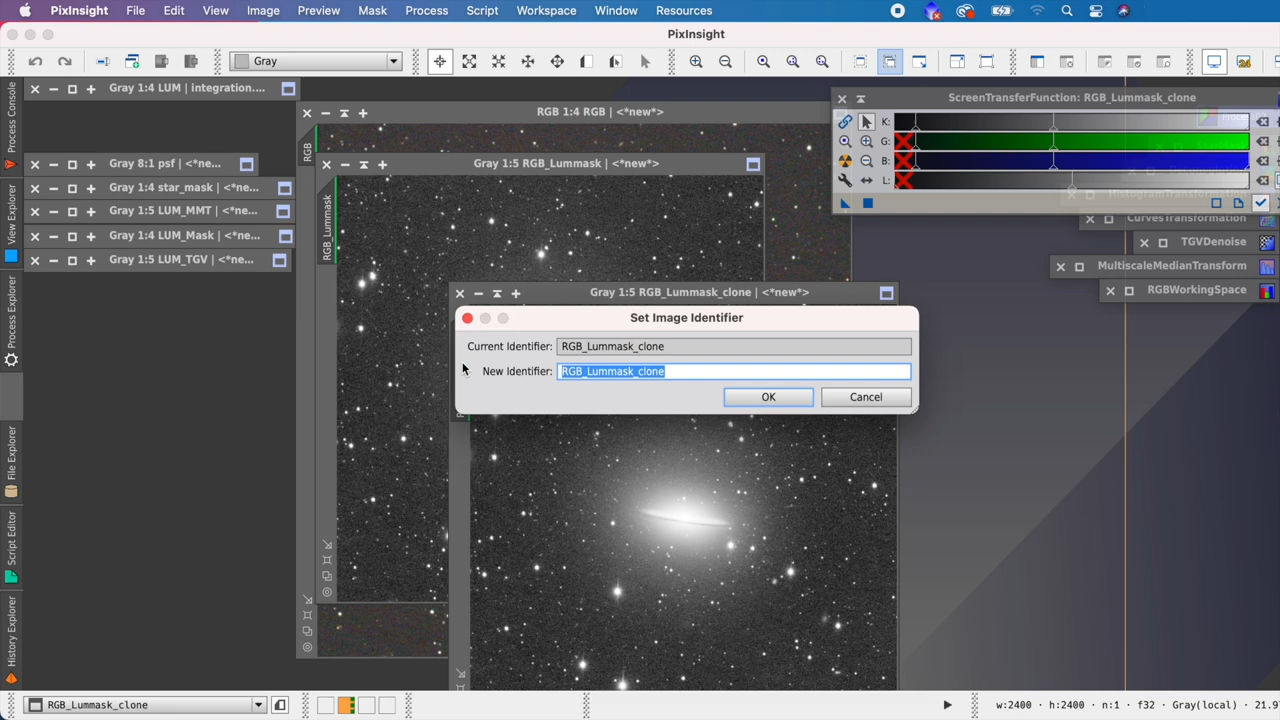 PixInsight File Edit View Image Preview Mask Process Script Workspace Window Resources
PixInsight
Gray
Process Console
View Explorer
Process Explorer
File Explorer
Script Editor
History Explorer
Gray 1:4 LUM | integration....
Gray 8:1 psf | <*ne...
Gray 1:4 star_mask | <*ne...
Gray 1:5 LUM_MMT | <*ne...
Gray 1:4 LUM_Mask | <*ne...
Gray 1:5 LUM_TGV | <*ne...
RGB 1:4 RGB | <*new*>
RGB
Gray 1:5 RGB_Lummask | <*new*>
RGB_Lummask
Gray 1:5 RGB_Lummask_clone | <*new*>
Set Image Identifier
Current Identifier: RGB_Lummask_clone
New Identifier: RGB_Lummask_clone
OK Cancel
ScreenTransferFunction: RGB_Lummask_clone
K:
G:
B:
L:
HistogramTransformation
CurvesTransformation
TGVDenoise
MultiscaleMedianTransform
RGBWorkingSpace
RGB_Lummask_clone
w:2400 · h:2400 · n:1 · f32 · Gray(local) · 21.9